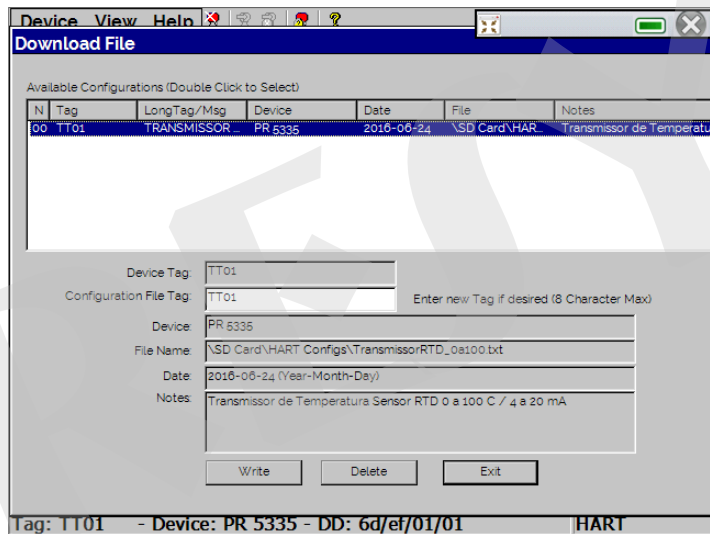 Device View Help
Download File
Available Configurations (Double Click to Select)
N Tag LongTag/Msg Device Date File Notes
00 TT01 TRANSMISSOR ... PR 5335 2016-06-24 \SD Card\HAR... Transmissor de Temperatu
Device Tag: TT01
Configuration File Tag: TT01 Enter new Tag if desired (8 Character Max)
Device: PR 5335
File Name: \SD Card\HART Configs\TransmissorRTD_0a100.txt
Date: 2016-06-24 (Year-Month-Day)
Notes: Transmissor de Temperatura Sensor RTD 0 a 100 C / 4 a 20 mA
Write Delete Exit
Tag: TT01 - Device: PR 5335 - DD: 6d/ef/01/01 HART